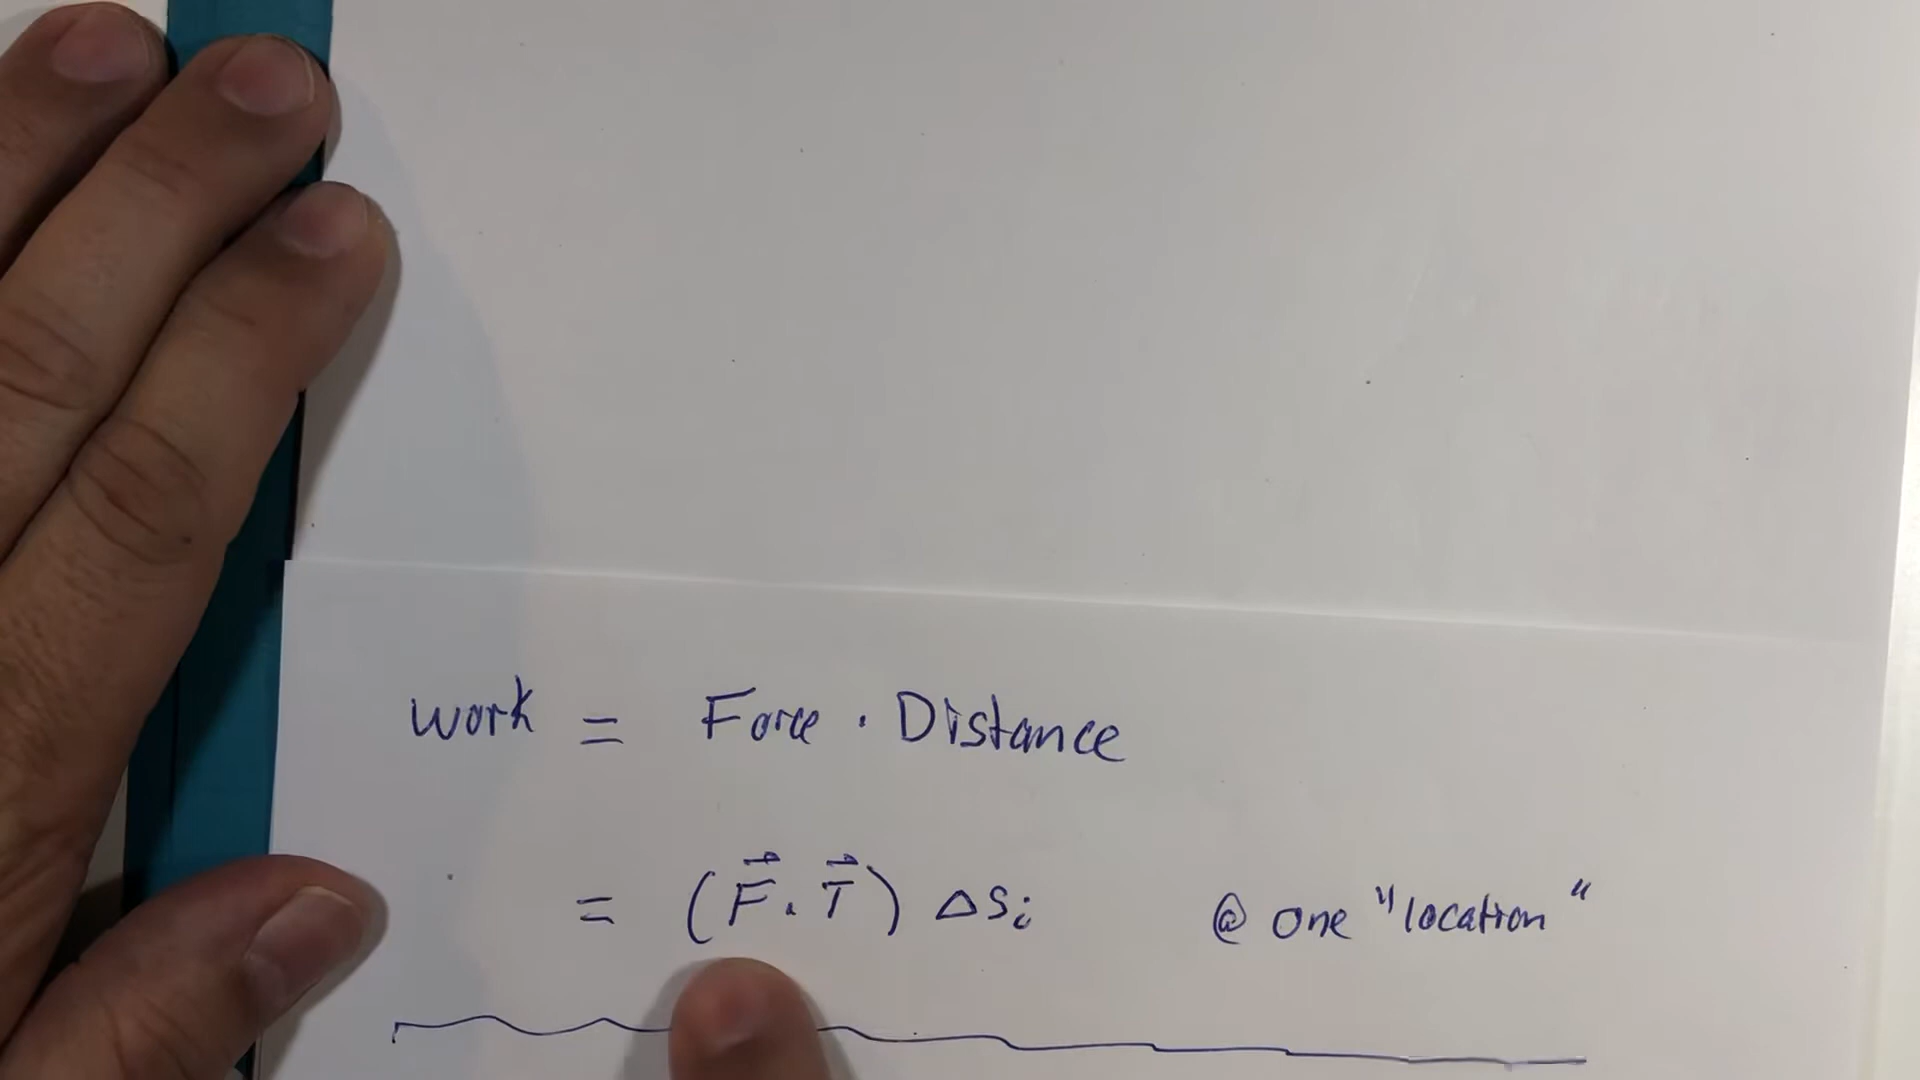 work = Force · Distance
= (F⃗ · T⃗) Δsᵢ @ one "location"